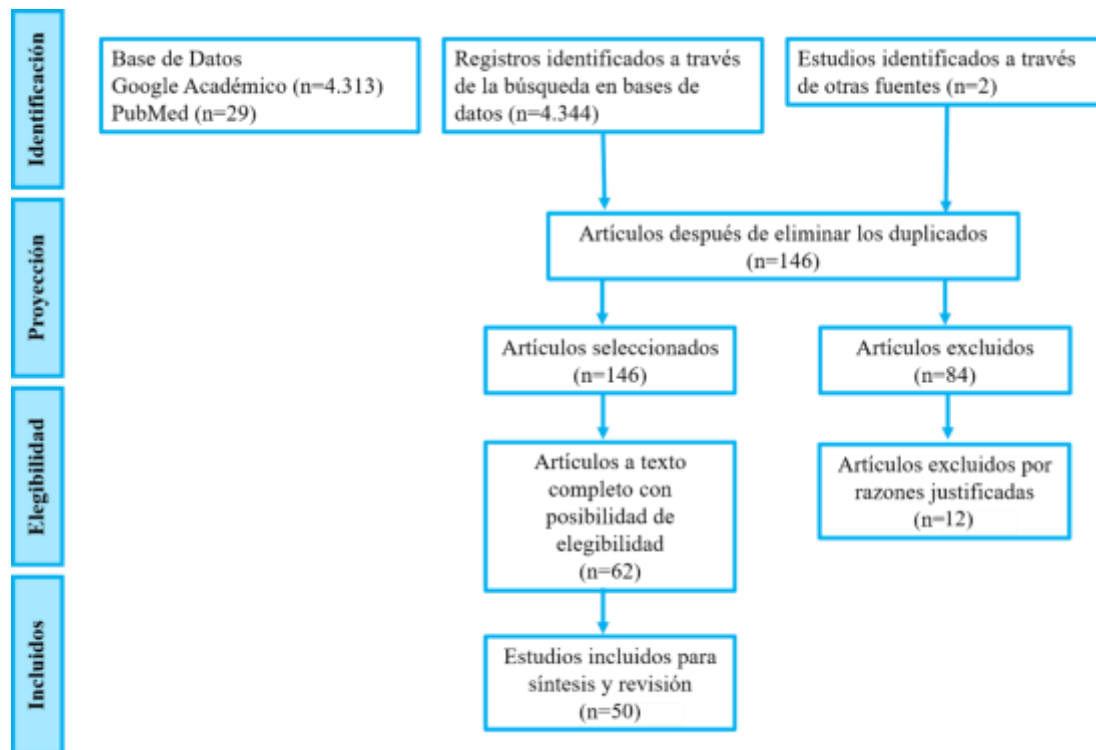 Identificación
Base de Datos
Google Académico (n=4.313)
PubMed (n=29)
Registros identificados a través
de la búsqueda en bases de
datos (n=4.344)
Estudios identificados a través
de otras fuentes (n=2)
Proyección
Artículos después de eliminar los duplicados
(n=146)
Artículos seleccionados
(n=146)
Artículos excluidos
(n=84)
Elegibilidad
Artículos a texto
completo con
posibilidad de
elegibilidad
(n=62)
Artículos excluidos por
razones justificadas
(n=12)
Incluidos
Estudios incluidos para
síntesis y revisión
(n=50)